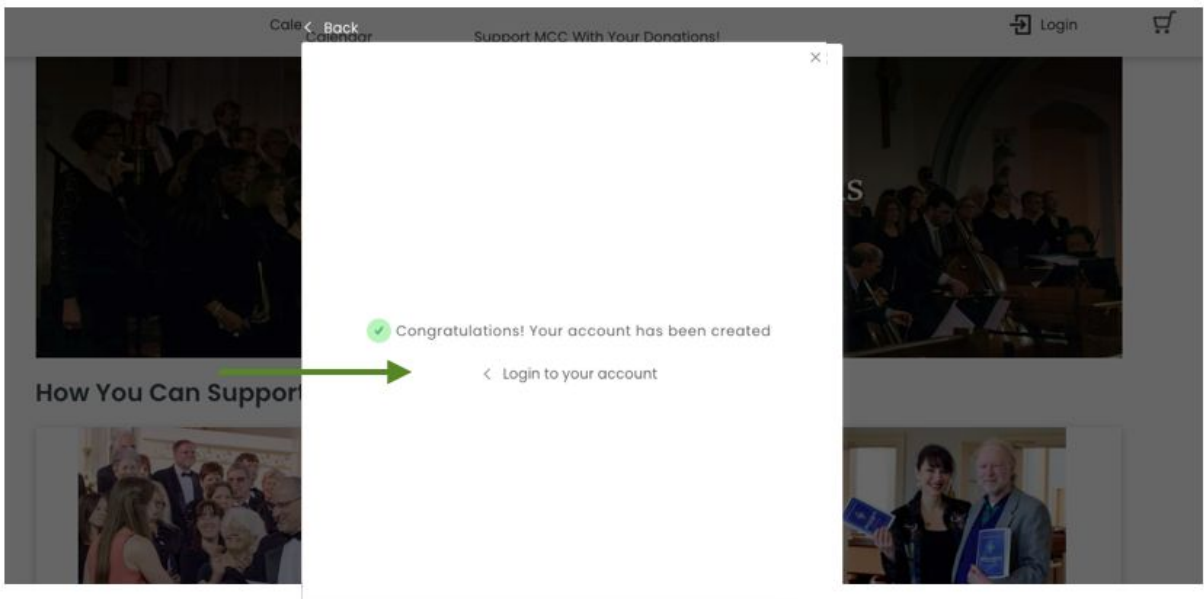 Cale
Back
Calendar
Support MCC With Your Donations!
Login
s
Congratulations! Your account has been created
Login to your account
How You Can Support